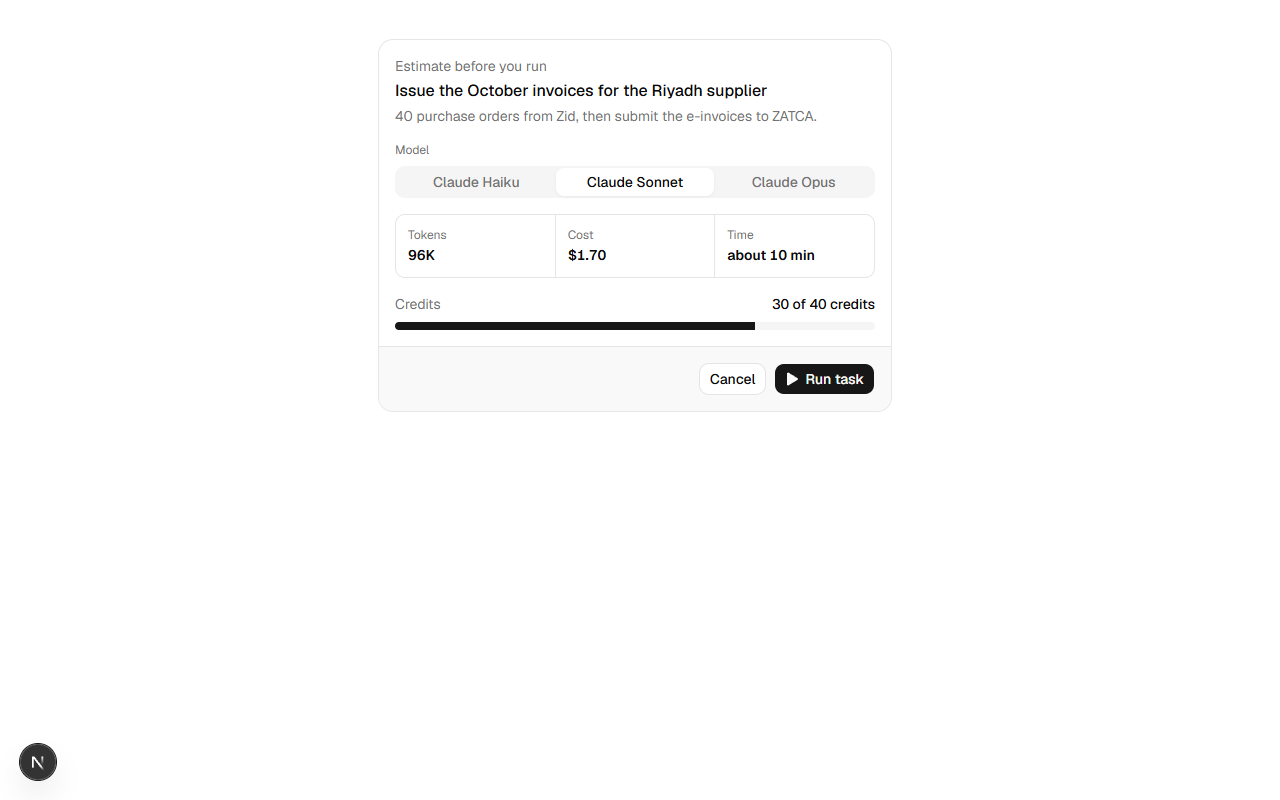 Estimate before you run
Issue the October invoices for the Riyadh supplier
40 purchase orders from Zid, then submit the e-invoices to ZATCA.
Model
Claude Haiku
Claude Sonnet
Claude Opus
Tokens
96K
Cost
$1.70
Time
about 10 min
Credits
30 of 40 credits
Cancel
Run task
N